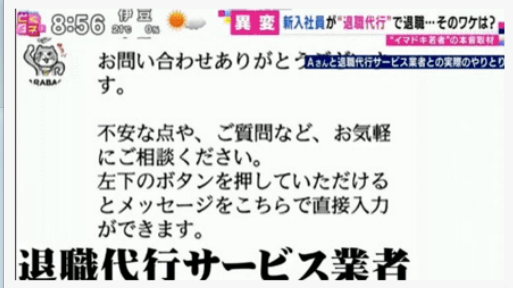 8:56
伊豆
21℃ 0%
異変
新入社員が“退職代行”で退職…そのワケは?
“イマドキ若者”の本音取材
Aさんと退職代行サービス業者との実際のやりとり
ARABA
お問い合わせありがとうござ
す。
不安な点や、ご質問など、お気軽
にご相談ください。
左下のボタンを押していただける
とメッセージをこちらで直接入力
ができます。
退職代行サービス業者